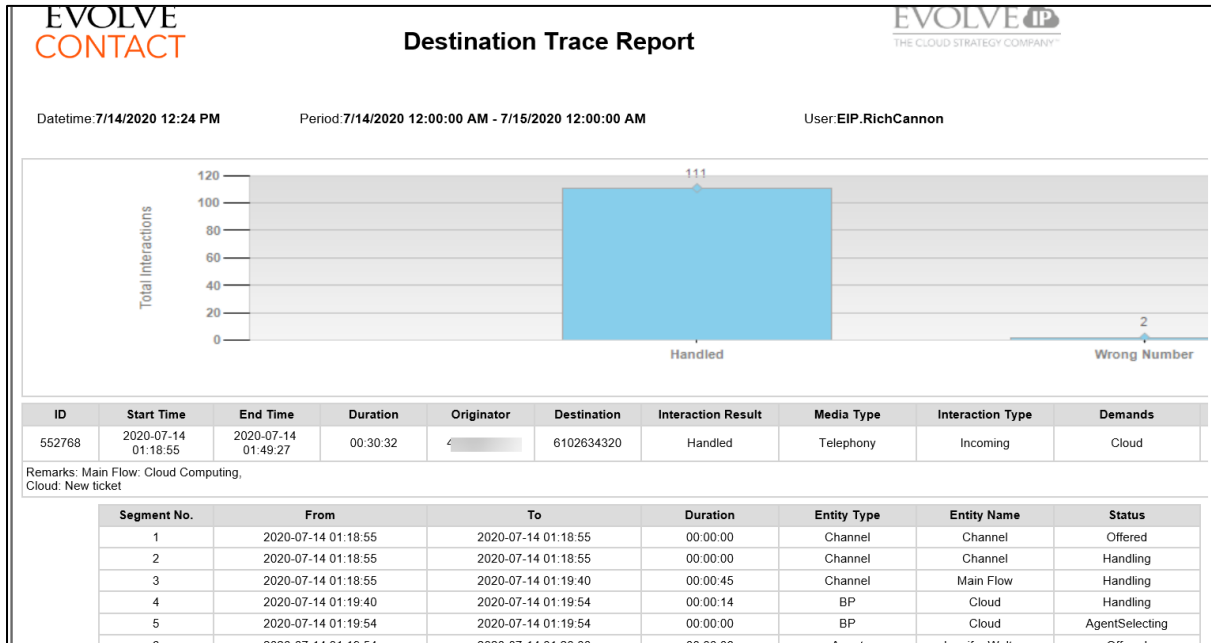 EVOLVE
CONTACT
Destination Trace Report
EVOLVE IP
THE CLOUD STRATEGY COMPANY™
Datetime:7/14/2020 12:24 PM Period:7/14/2020 12:00:00 AM - 7/15/2020 12:00:00 AM User:EIP.RichCannon
Total Interactions
120
100
80
60
40
20
0
111
2
Handled Wrong Number
ID Start Time End Time Duration Originator Destination Interaction Result Media Type Interaction Type Demands
552768 2020-07-14 01:18:55 2020-07-14 01:49:27 00:30:32 4 6102634320 Handled Telephony Incoming Cloud
Remarks: Main Flow: Cloud Computing,
Cloud: New ticket
Segment No. From To Duration Entity Type Entity Name Status
1 2020-07-14 01:18:55 2020-07-14 01:18:55 00:00:00 Channel Channel Offered
2 2020-07-14 01:18:55 2020-07-14 01:18:55 00:00:00 Channel Channel Handling
3 2020-07-14 01:18:55 2020-07-14 01:19:40 00:00:45 Channel Main Flow Handling
4 2020-07-14 01:19:40 2020-07-14 01:19:54 00:00:14 BP Cloud Handling
5 2020-07-14 01:19:54 2020-07-14 01:19:54 00:00:00 BP Cloud AgentSelecting